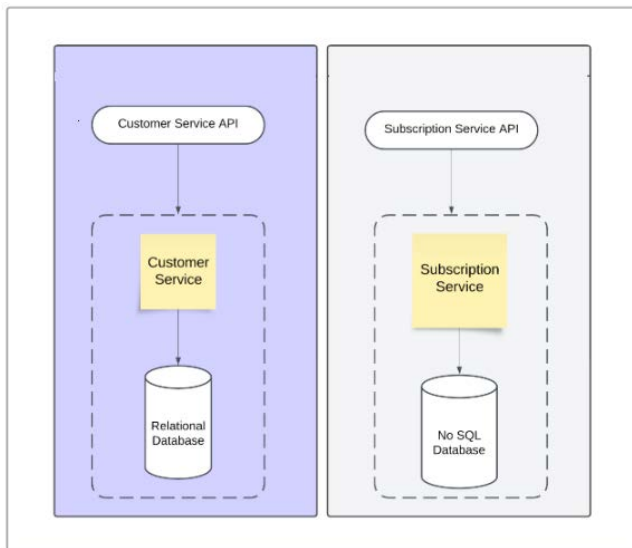 Customer Service API
Customer
Service
Relational
Database
Subscription Service API
Subscription
Service
No SQL
Database